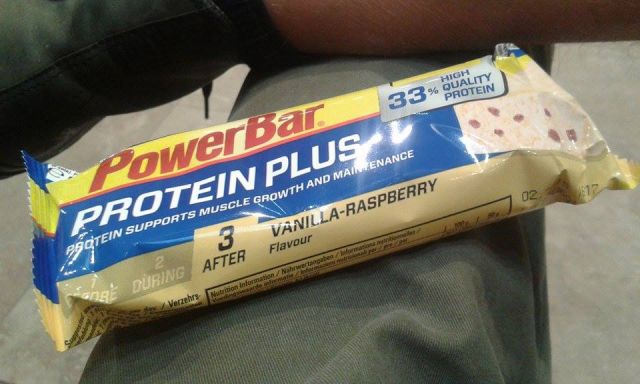 PowerBar®
33% HIGH QUALITY PROTEIN
PROTEIN PLUS
PROTEIN SUPPORTS MUSCLE GROWTH AND MAINTENANCE
2 DURING
3 AFTER
VANILLA-RASPBERRY
Flavour
02.
Nutrition Information / Nährwertangaben / Informations nutritionnelles /